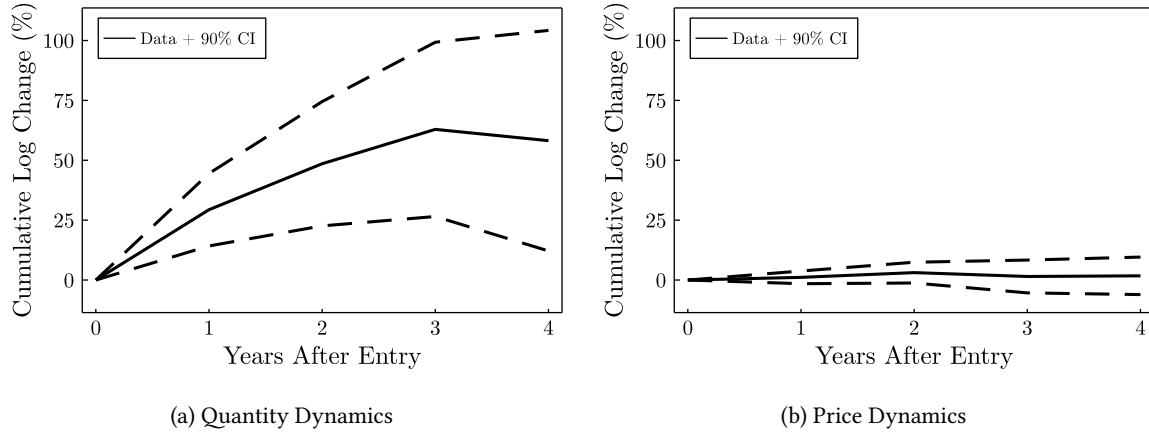 Cumulative Log Change (%)
100
75
50
25
0
Data + 90% CI
0 1 2 3 4
Years After Entry
(a) Quantity Dynamics
Cumulative Log Change (%)
100
75
50
25
0
Data + 90% CI
0 1 2 3 4
Years After Entry
(b) Price Dynamics